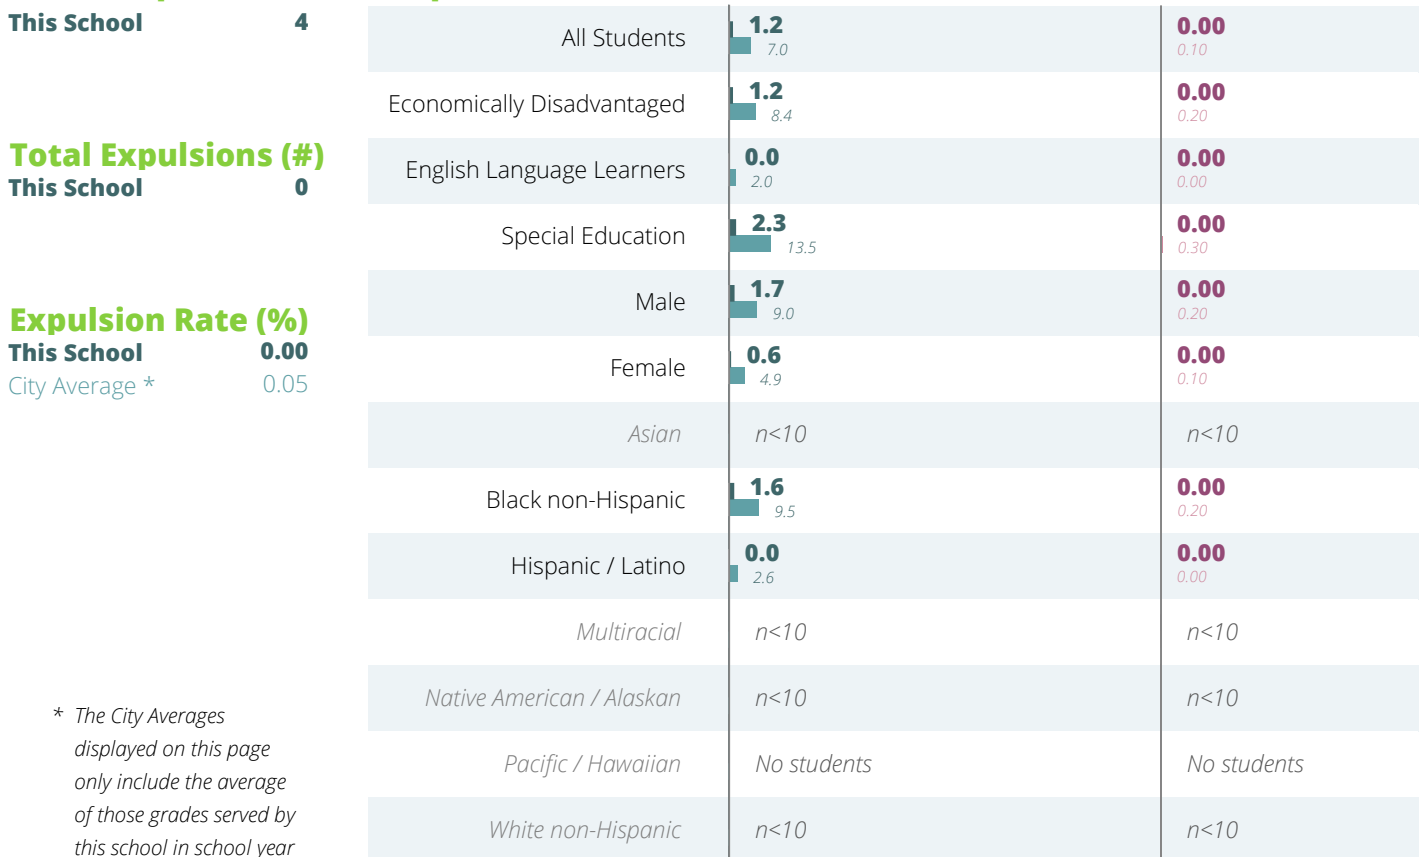 This School 4
Total Expulsions (#)
This School 0
Expulsion Rate (%)
This School 0.00
City Average * 0.05
* The City Averages
displayed on this page
only include the average
of those grades served by
this school in school year
All Students 1.2 7.0 0.00 0.10
Economically Disadvantaged 1.2 8.4 0.00 0.20
English Language Learners 0.0 2.0 0.00 0.00
Special Education 2.3 13.5 0.00 0.30
Male 1.7 9.0 0.00 0.20
Female 0.6 4.9 0.00 0.10
Asian n<10 n<10
Black non-Hispanic 1.6 9.5 0.00 0.20
Hispanic / Latino 0.0 2.6 0.00 0.00
Multiracial n<10 n<10
Native American / Alaskan n<10 n<10
Pacific / Hawaiian No students No students
White non-Hispanic n<10 n<10